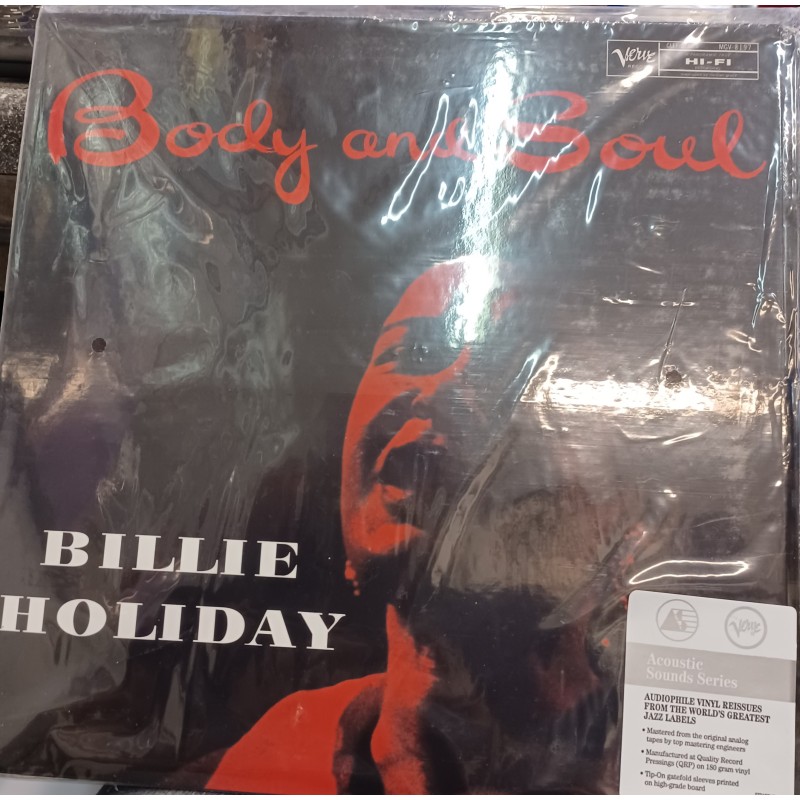 Verve
MGV-8197
HI-FI
Body and Soul
BILLIE
HOLIDAY
AS
Verve
Acoustic
Sounds Series
AUDIOPHILE VINYL REISSUES
FROM THE WORLD'S GREATEST
JAZZ LABELS
• Mastered from the original analog
tapes by top mastering engineers
• Manufactured at Quality Record
Pressings (QRP) on 180 gram vinyl
• Tip-On gatefold sleeves printed
on high-grade board